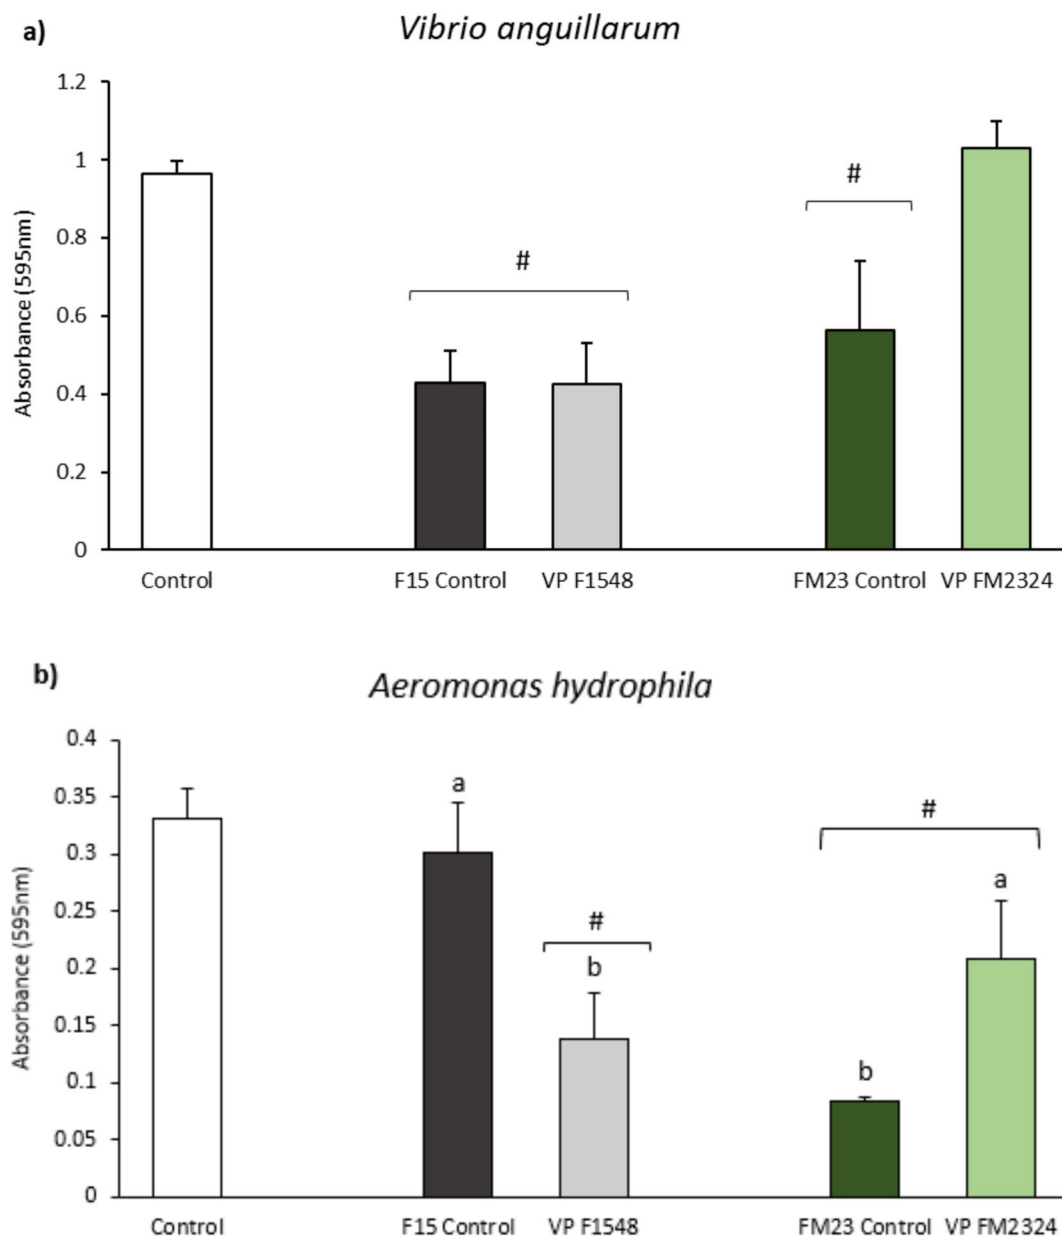 a)
Vibrio anguillarum
1.2
1
0.8
0.6
0.4
0.2
0
Absorbance (595nm)
#
#
Control
F15 Control
VP F1548
FM23 Control
VP FM2324
b)
Aeromonas hydrophila
0.4
0.35
0.3
0.25
0.2
0.15
0.1
0.05
0
Absorbance (595nm)
a
#
b
#
b
a
Control
F15 Control
VP F1548
FM23 Control
VP FM2324